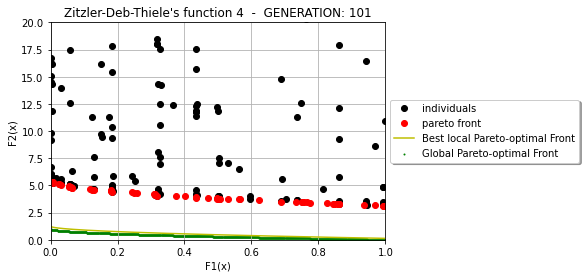 Zitzler-Deb-Thiele's function 4 - GENERATION: 101
20.0
17.5
15.0
12.5
10.0
7.5
5.0
2.5
0.0
F2(x)
0.0 0.2 0.4 0.6 0.8 1.0
F1(x)
individuals
pareto front
Best local Pareto-optimal Front
Global Pareto-optimal Front